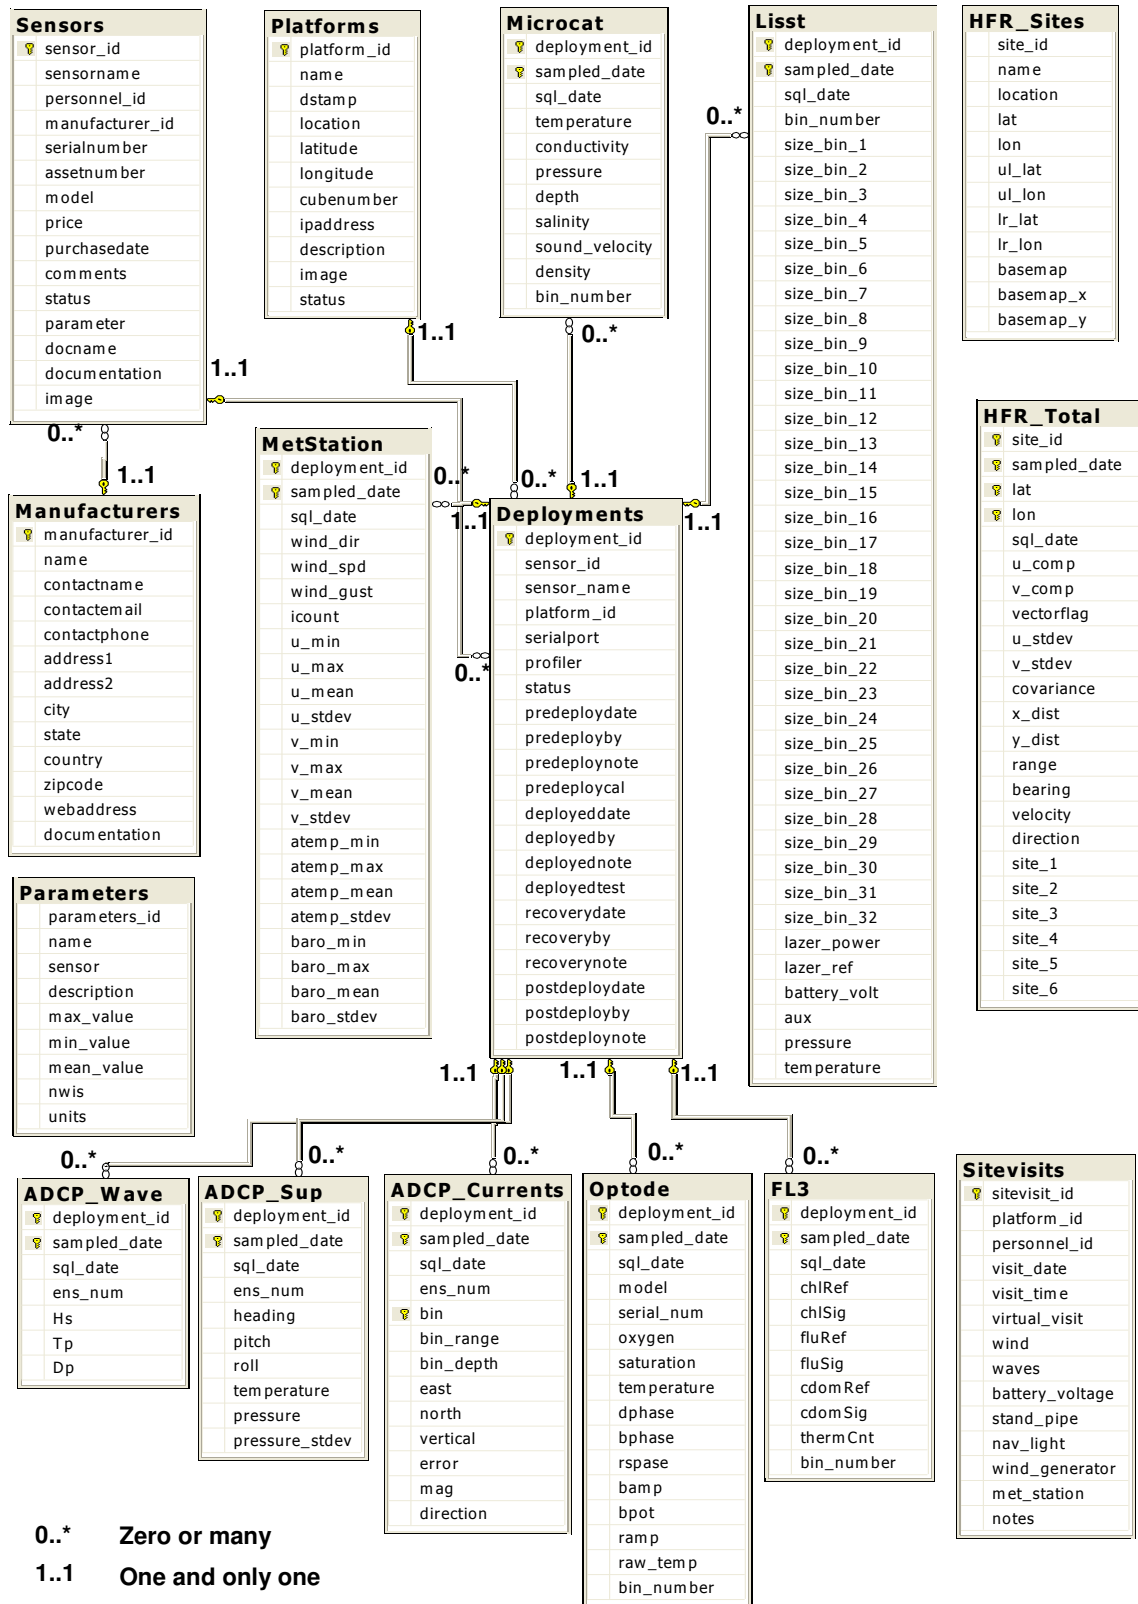 Sensors
sensor_id
sensorname
personnel_id
manufacturer_id
serialnumber
assetnumber
model
price
purchasedate
comments
status
parameter
docname
documentation
image
0..*
1..1
1..1
Manufacturers
manufacturer_id
name
contactname
contactemail
contactphone
address1
address2
city
state
country
zipcode
webaddress
documentation
Parameters
parameters_id
name
sensor
description
max_value
min_value
mean_value
nwis
units
Platforms
platform_id
name
dstamp
location
latitude
longitude
cubenumber
ipaddress
description
image
status
1..1
MetStation
deployment_id
sampled_date
sql_date
wind_dir
wind_spd
wind_gust
icount
u_min
u_max
u_mean
u_stdev
v_min
v_max
v_mean
v_stdev
atemp_min
atemp_max
atemp_mean
atemp_stdev
baro_min
baro_max
baro_mean
baro_stdev
Microcat
deployment_id
sampled_date
sql_date
temperature
conductivity
pressure
depth
salinity
sound_velocity
density
bin_number
0..*
0..*
0..*
1..1
1..1
1..1
0..*
Deployments
deployment_id
sensor_id
sensor_name
platform_id
serialport
profiler
status
predeploydate
predeployby
predeploynote
predeploycal
deployeddate
deployedby
deployednote
deployedtest
recoverydate
recoveryby
recoverynote
postdeploydate
postdeployby
postdeploynote
1..1
1..1
1..1
0..*
Lisst
deployment_id
sampled_date
sql_date
bin_number
size_bin_1
size_bin_2
size_bin_3
size_bin_4
size_bin_5
size_bin_6
size_bin_7
size_bin_8
size_bin_9
size_bin_10
size_bin_11
size_bin_12
size_bin_13
size_bin_14
size_bin_15
size_bin_16
size_bin_17
size_bin_18
size_bin_19
size_bin_20
size_bin_21
size_bin_22
size_bin_23
size_bin_24
size_bin_25
size_bin_26
size_bin_27
size_bin_28
size_bin_29
size_bin_30
size_bin_31
size_bin_32
lazer_power
lazer_ref
battery_volt
aux
pressure
temperature
HFR_Sites
site_id
name
location
lat
lon
ul_lat
ul_lon
lr_lat
lr_lon
basemap
basemap_x
basemap_y
HFR_Total
site_id
sampled_date
lat
lon
sql_date
u_comp
v_comp
vectorflag
u_stdev
v_stdev
covariance
x_dist
y_dist
range
bearing
velocity
direction
site_1
site_2
site_3
site_4
site_5
site_6
0..*
ADCP_Wave
deployment_id
sampled_date
sql_date
ens_num
Hs
Tp
Dp
0..*
ADCP_Sup
deployment_id
sampled_date
sql_date
ens_num
heading
pitch
roll
temperature
pressure
pressure_stdev
0..*
ADCP_Currents
deployment_id
sampled_date
sql_date
ens_num
bin
bin_range
bin_depth
east
north
vertical
error
mag
direction
0..*
Optode
deployment_id
sampled_date
sql_date
model
serial_num
oxygen
saturation
temperature
dphase
bphase
rspase
bamp
bpot
ramp
raw_temp
bin_number
0..*
FL3
deployment_id
sampled_date
sql_date
chlRef
chlSig
fluRef
fluSig
cdomRef
cdomSig
thermCnt
bin_number
Sitevisits
sitevisit_id
platform_id
personnel_id
visit_date
visit_time
virtual_visit
wind
waves
battery_voltage
stand_pipe
nav_light
wind_generator
met_station
notes
0..* Zero or many
1..1 One and only one